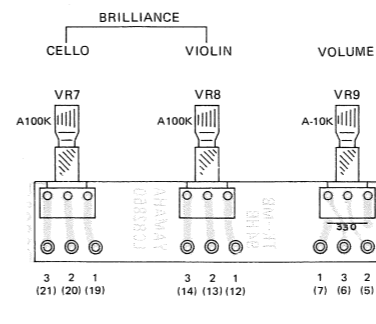 BRILLIANCE
CELLO VIOLIN VOLUME
VR7 VR8 VR9
A100K A100K A-10K
330
3 2 1 3 2 1 1 3 2
(21) (20) (19) (14) (13) (12) (7) (6) (5)